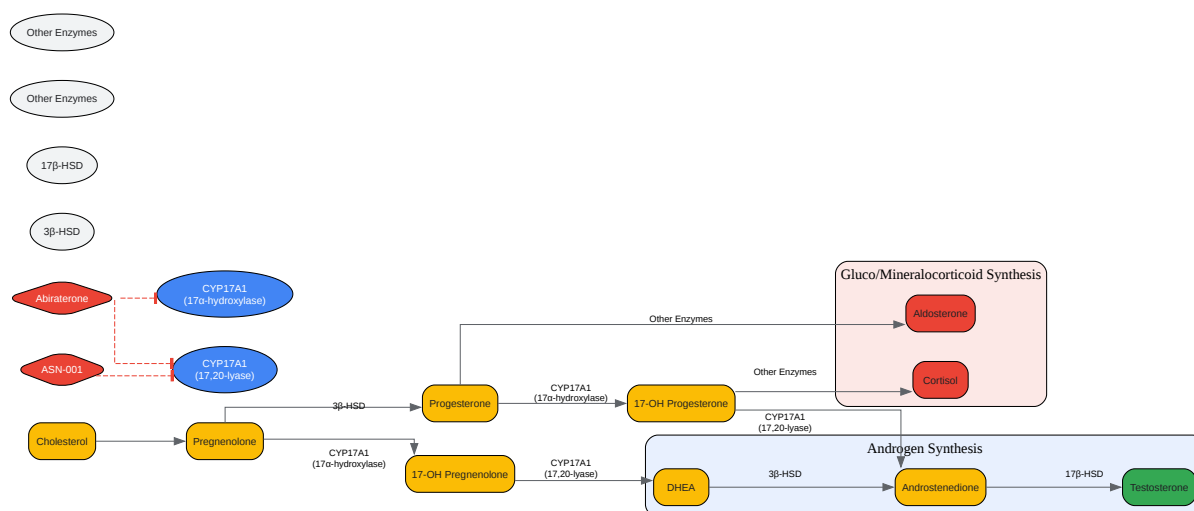 Other Enzymes
Other Enzymes
17β-HSD
3β-HSD
Abiraterone
CYP17A1
(17α-hydroxylase)
ASN-001
CYP17A1
(17,20-lyase)
Gluco/Mineralocorticoid Synthesis
Aldosterone
Other Enzymes
Cortisol
Other Enzymes
Cholesterol
Pregnenolone
3β-HSD
Progesterone
CYP17A1
(17α-hydroxylase)
17-OH Progesterone
CYP17A1
(17,20-lyase)
CYP17A1
(17α-hydroxylase)
17-OH Pregnenolone
CYP17A1
(17,20-lyase)
Androgen Synthesis
DHEA
3β-HSD
Androstenedione
17β-HSD
Testosterone